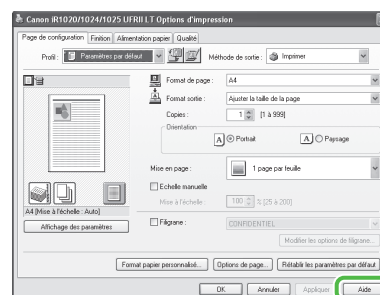 Canon iR1020/1024/1025 UFRII LT Options d'impression
Page de configuration Finition Alimentation papier Qualité
Profil : Paramètres par défaut Méthode de sortie : Imprimer
Format de page : A4
Format sortie : Ajuster la taille de la page
Copies : 1 [1 à 999]
Orientation
A Portrait A Paysage
Mise en page : 1 page par feuille
Echelle manuelle
Mise à l'échelle : 100 % [25 à 200]
A4 [Mise à l'échelle : Auto]
Affichage des paramètres
Filigrane : CONFIDENTIEL
Modifier les options de filigrane...
Format papier personnalisé... Options de page... Rétablir les paramètres par défaut
OK Annuler Appliquer Aide